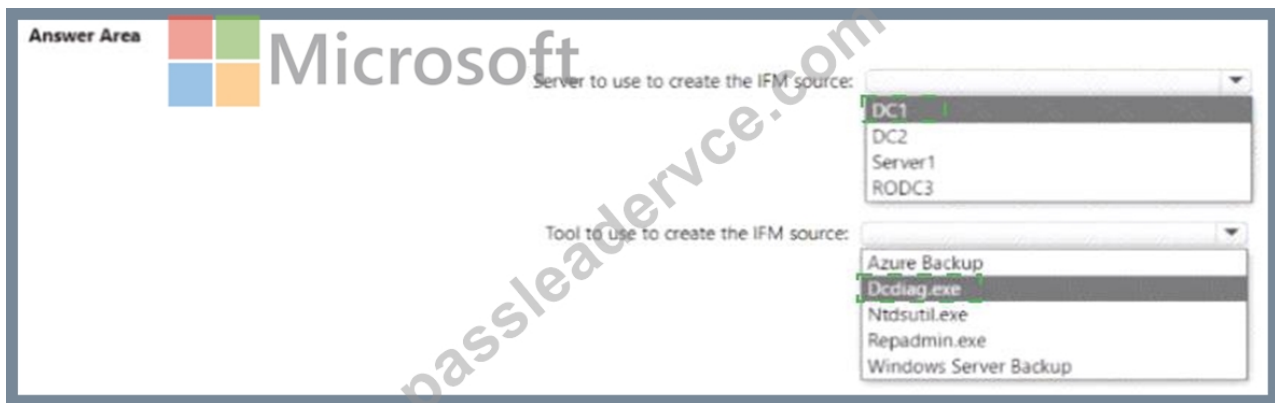 Answer Area
Microsoft
Server to use to create the IFM source:
DC1
DC2
Server1
RODC3
Tool to use to create the IFM source:
Azure Backup
Dcdiag.exe
Ntdsutil.exe
Repadmin.exe
Windows Server Backup
passleadervce.com